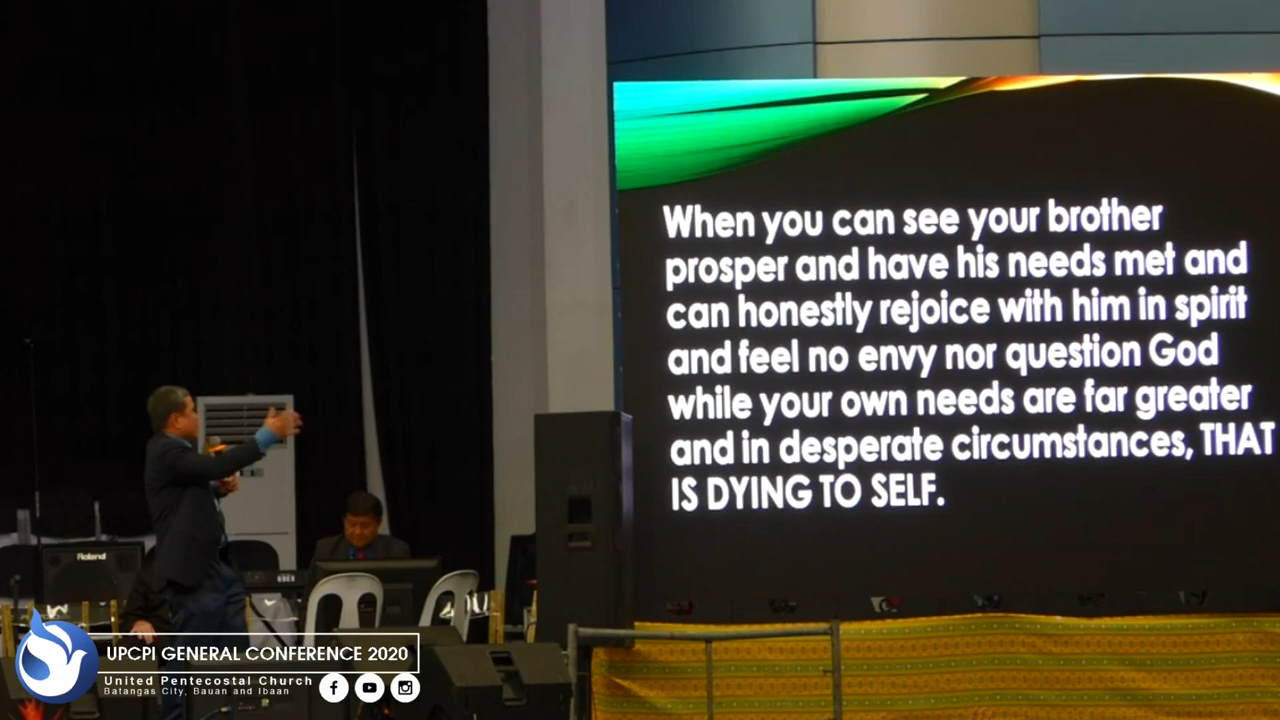 When you can see your brother
prosper and have his needs met and
can honestly rejoice with him in spirit
and feel no envy nor question God
while your own needs are far greater
and in desperate circumstances, THAT
IS DYING TO SELF.
Roland
UPCPI GENERAL CONFERENCE 2020
United Pentecostal Church
Batangas City, Bauan and Ibaan